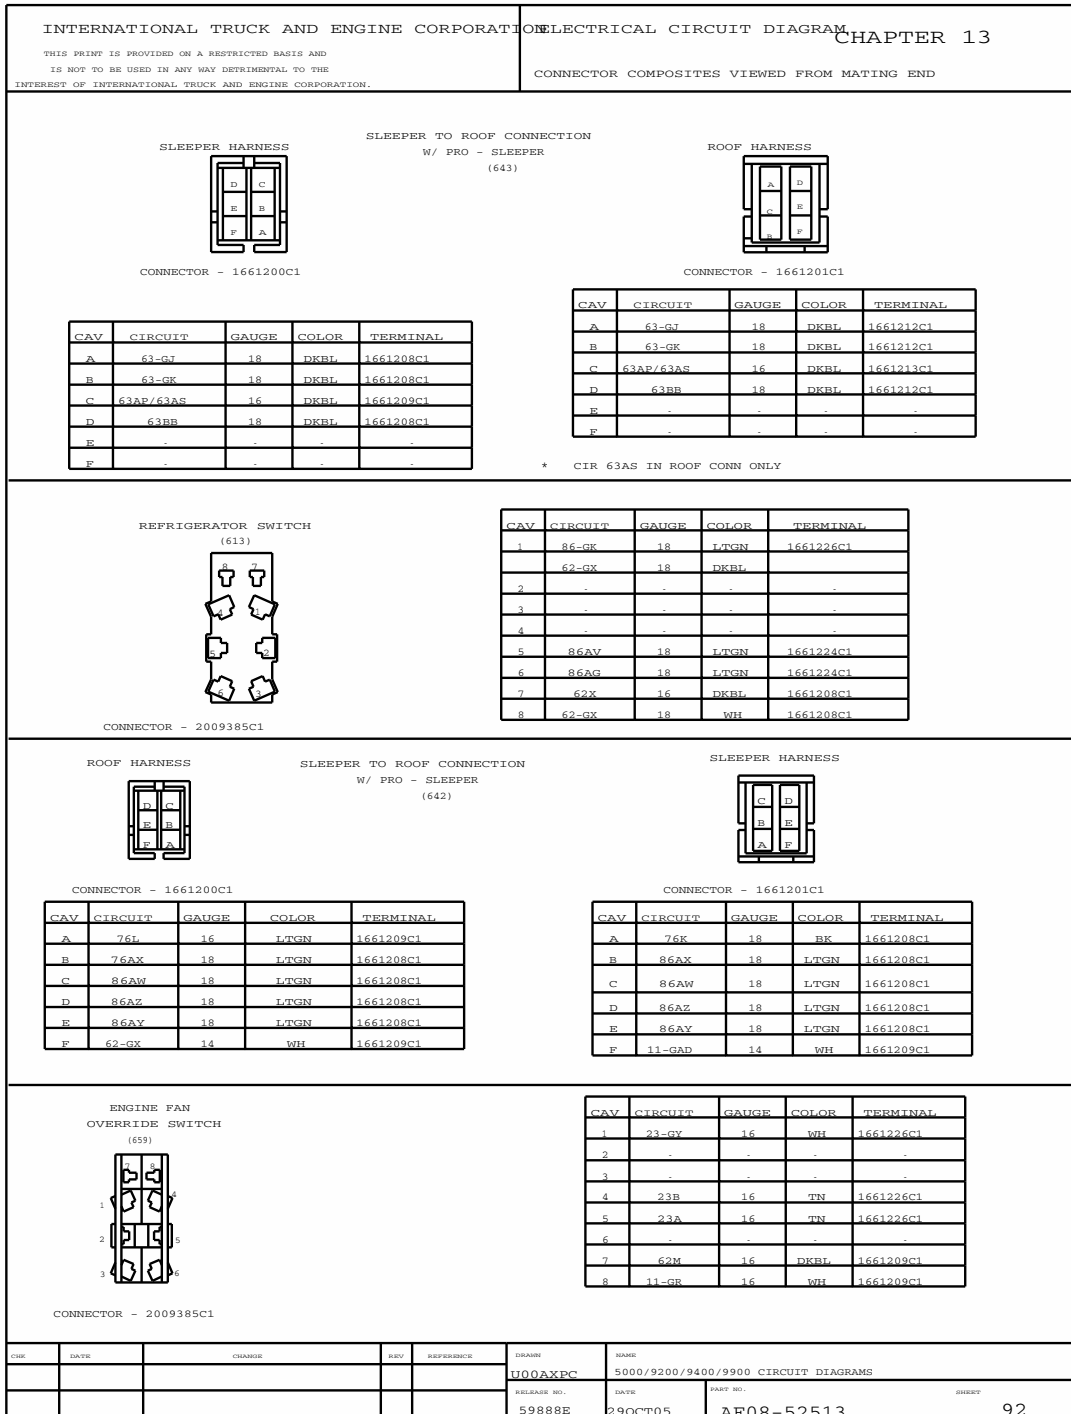 INTERNATIONAL TRUCK AND ENGINE CORPORATION
ELECTRICAL CIRCUIT DIAGRAM
CHAPTER 13
THIS PRINT IS PROVIDED ON A RESTRICTED BASIS AND
IS NOT TO BE USED IN ANY WAY DETRIMENTAL TO THE
INTEREST OF INTERNATIONAL TRUCK AND ENGINE CORPORATION.
CONNECTOR COMPOSITES VIEWED FROM MATING END
SLEEPER TO ROOF CONNECTION
W/ PRO - SLEEPER
(643)
SLEEPER HARNESS
D C
E B
F A
CONNECTOR - 1661200C1
CAV CIRCUIT GAUGE COLOR TERMINAL
A 63-GJ 18 DKBL 1661208C1
B 63-GK 18 DKBL 1661208C1
C 63AP/63AS 16 DKBL 1661209C1
D 63BB 18 DKBL 1661208C1
E - - - -
F - - - -
ROOF HARNESS
A D
C E
B F
CONNECTOR - 1661201C1
CAV CIRCUIT GAUGE COLOR TERMINAL
A 63-GJ 18 DKBL 1661212C1
B 63-GK 18 DKBL 1661212C1
C 63AP/63AS 16 DKBL 1661213C1
D 63BB 18 DKBL 1661212C1
E - - - -
F - - - -
* CIR 63AS IN ROOF CONN ONLY
REFRIGERATOR SWITCH
(613)
8 7
4 1
5 2
6 3
CONNECTOR - 2009385C1
CAV CIRCUIT GAUGE COLOR TERMINAL
1 86-GK 18 LTGN 1661226C1
62-GX 18 DKBL
2 - - - -
3 - - - -
4 - - - -
5 86AV 18 LTGN 1661224C1
6 86AG 18 LTGN 1661224C1
7 62X 16 DKBL 1661208C1
8 62-GX 18 WH 1661208C1
SLEEPER TO ROOF CONNECTION
W/ PRO - SLEEPER
(642)
ROOF HARNESS
D C
E B
F A
CONNECTOR - 1661200C1
CAV CIRCUIT GAUGE COLOR TERMINAL
A 76L 16 LTGN 1661209C1
B 76AX 18 LTGN 1661208C1
C 86AW 18 LTGN 1661208C1
D 86AZ 18 LTGN 1661208C1
E 86AY 18 LTGN 1661208C1
F 62-GX 14 WH 1661209C1
SLEEPER HARNESS
C D
B E
A F
CONNECTOR - 1661201C1
CAV CIRCUIT GAUGE COLOR TERMINAL
A 76K 18 BK 1661208C1
B 86AX 18 LTGN 1661208C1
C 86AW 18 LTGN 1661208C1
D 86AZ 18 LTGN 1661208C1
E 86AY 18 LTGN 1661208C1
F 11-GAD 14 WH 1661209C1
ENGINE FAN
OVERRIDE SWITCH
(659)
7 8
1 4
2 5
3 6
CONNECTOR - 2009385C1
CAV CIRCUIT GAUGE COLOR TERMINAL
1 23-GY 16 WH 1661226C1
2 - - - -
3 - - - -
4 23B 16 TN 1661226C1
5 23A 16 TN 1661226C1
6 - - - -
7 62M 16 DKBL 1661209C1
8 11-GR 16 WH 1661209C1
CHK DATE CHANGE REV REFERENCE
DRAWN
U00AXPC
NAME
5000/9200/9400/9900 CIRCUIT DIAGRAMS
RELEASE NO.
59888E
DATE
29OCT05
PART NO.
AE08-52513
SHEET
92